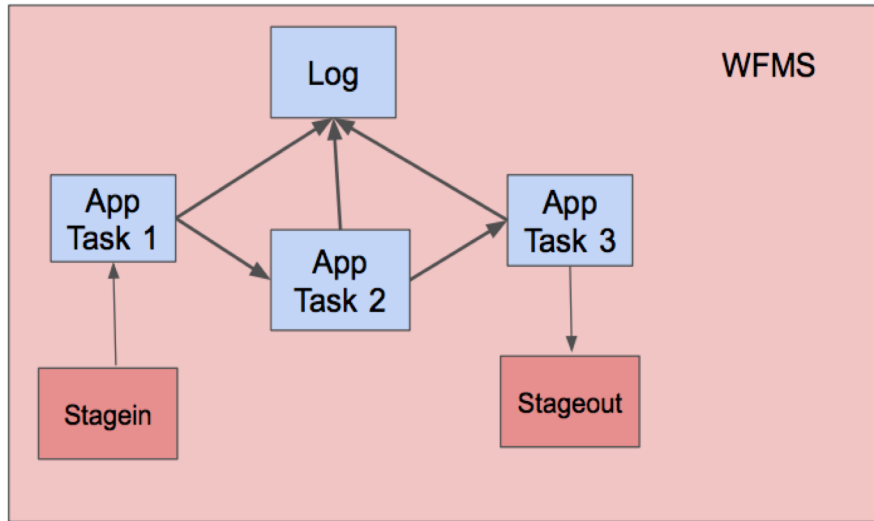 WFMS
Log
App
Task 1
App
Task 2
App
Task 3
Stagein
Stageout